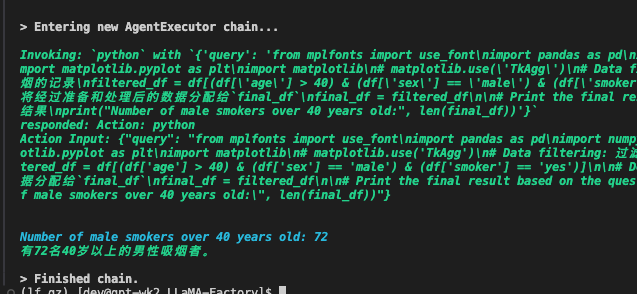 > Entering new AgentExecutor chain...
Invoking: `python` with `{'query': 'from mplfonts import use_font\nimport pandas as pd\n
mport matplotlib.pyplot as plt\nimport matplotlib\n# matplotlib.use(\'TkAgg\')\n# Data f
烟的记录\nfiltered_df = df[(df[\'age\'] > 40) & (df[\'sex\'] == \'male\') & (df[\'smoker
将经过准备和处理后的数据分配给`final_df`\nfinal_df = filtered_df\n\n# Print the final re
结果\nprint("Number of male smokers over 40 years old:", len(final_df))'}`
responded: Action: python
Action Input: {"query": "from mplfonts import use_font\nimport pandas as pd\nimport nump
otlib.pyplot as plt\nimport matplotlib\n# matplotlib.use('TkAgg')\n# Data filtering: 过滤
tered_df = df[(df['age'] > 40) & (df['sex'] == 'male') & (df['smoker'] == 'yes')]\n\n# D
据分配给`final_df`\nfinal_df = filtered_df\n\n# Print the final result based on the ques
f male smokers over 40 years old:\", len(final_df))"}
Number of male smokers over 40 years old: 72
有72名40岁以上的男性吸烟者。
> Finished chain.
(lf_gz) [dev@gpt-wk2 LLaMA-Factory]$